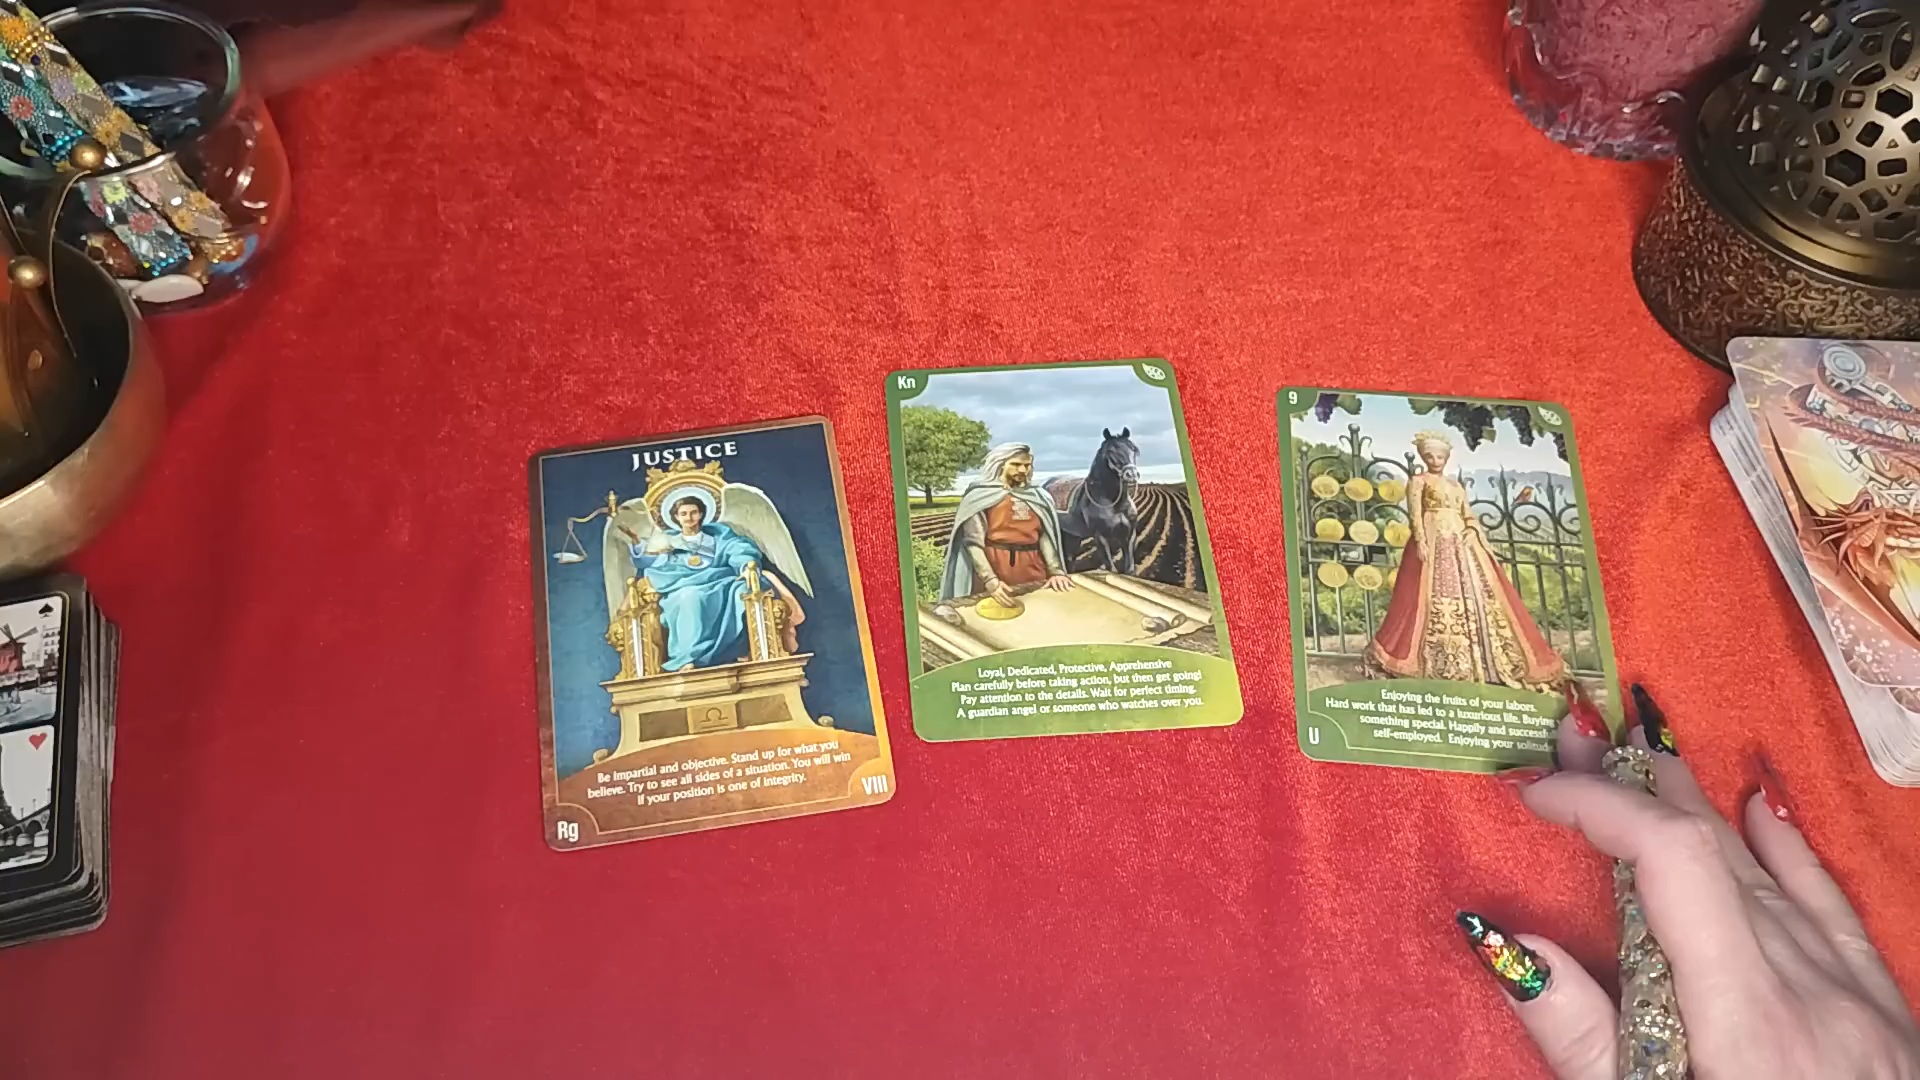 JUSTICE
Be impartial and objective. Stand up for what you
believe. Try to see all sides of a situation. You will win
if your position is one of integrity.
VIII
Rg
Kn
Loyal, Dedicated, Protective, Apprehensive
Plan carefully before taking action, but then get going!
Pay attention to the details. Wait for perfect timing.
A guardian angel or someone who watches over you.
9
Enjoying the fruits of your labors.
Hard work that has led to a luxurious life. Buying
something special. Happily and
self-employed. Enjoying your
U